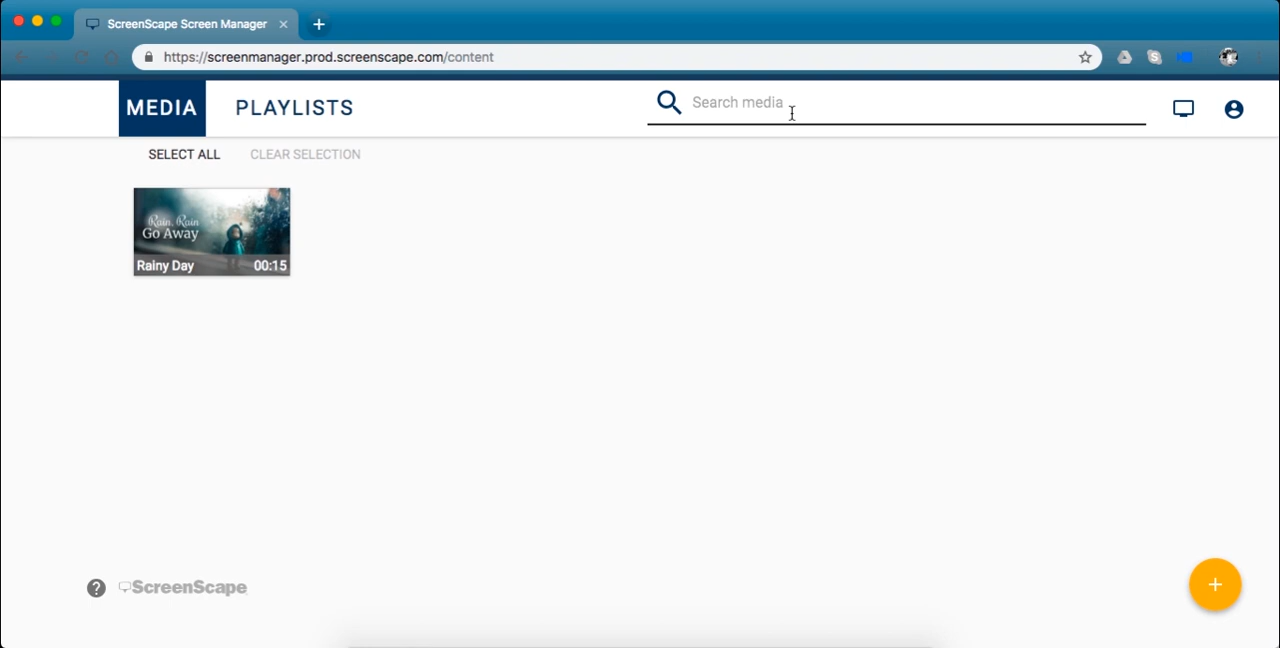 ScreenScape Screen Manager
https://screenmanager.prod.screenscape.com/content
MEDIA PLAYLISTS Search media
SELECT ALL CLEAR SELECTION
Rain, Rain
Go Away
Rainy Day 00:15
? ScreenScape